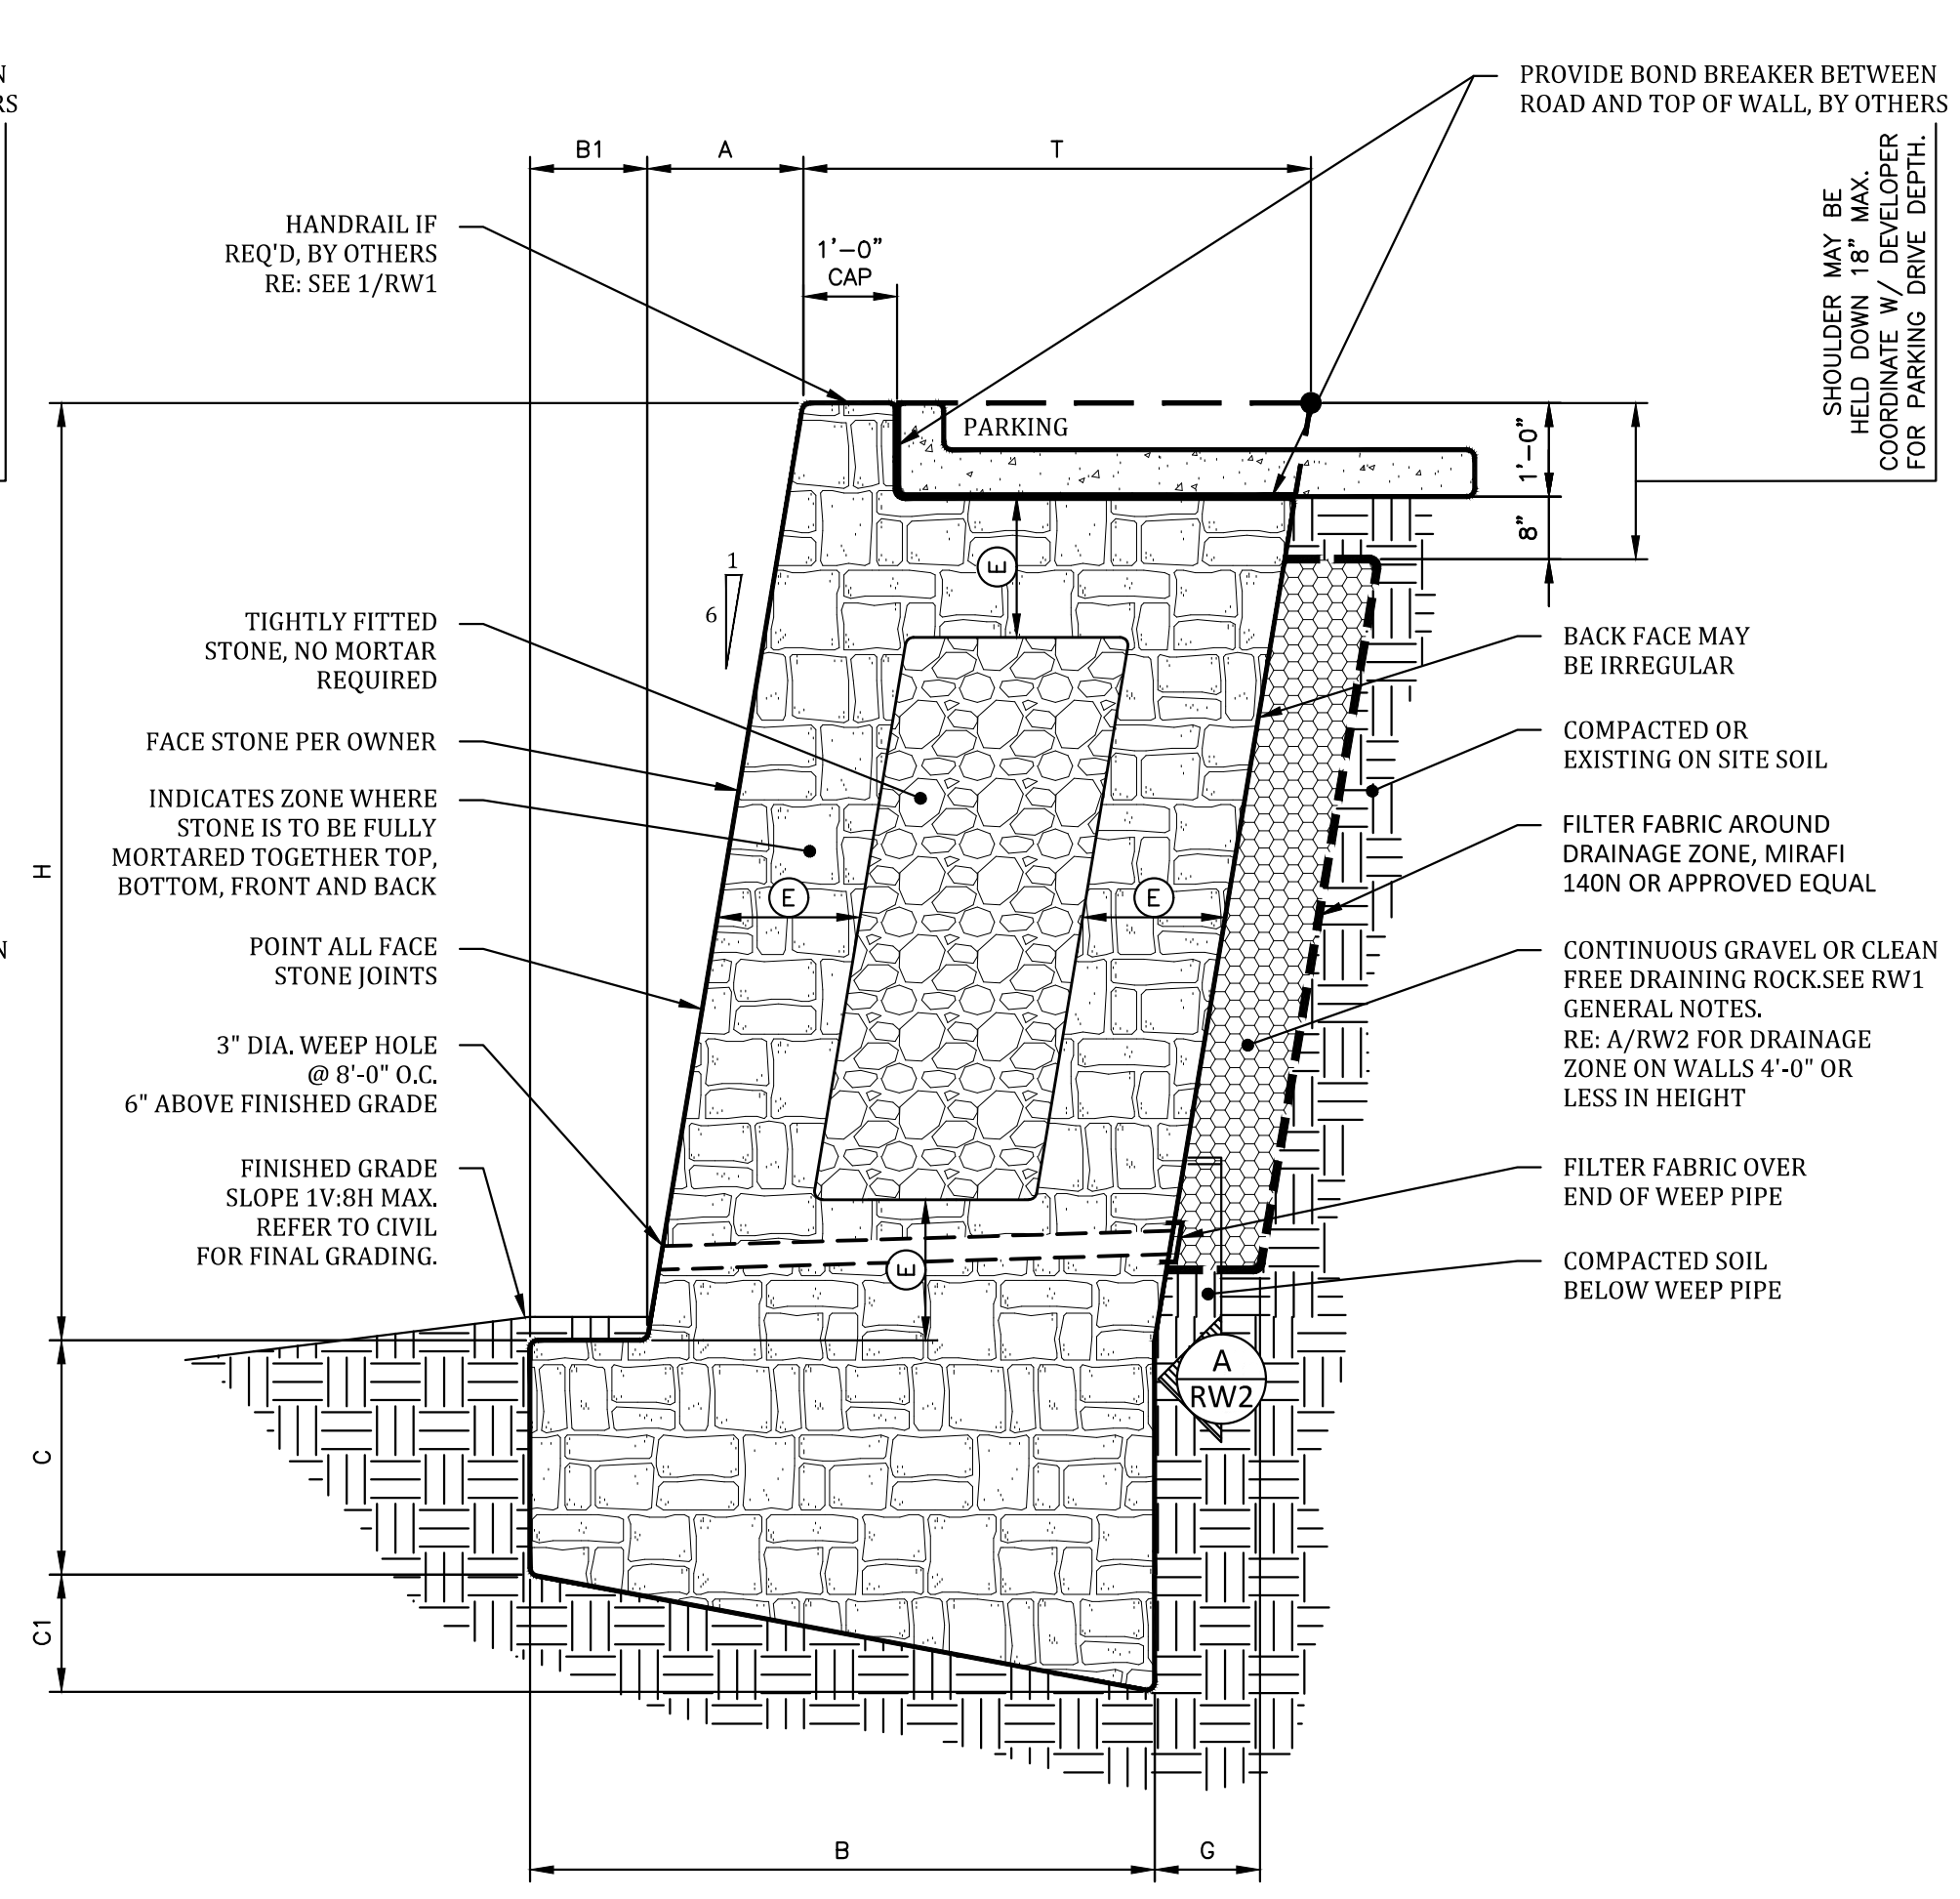 N
RS
PROVIDE BOND BREAKER BETWEEN
ROAD AND TOP OF WALL, BY OTHERS
SHOULDER MAY BE
HELD DOWN 18" MAX.
COORDINATE W/ DEVELOPER
FOR PARKING DRIVE DEPTH.
B1
A
T
HANDRAIL IF
REQ'D, BY OTHERS
RE: SEE 1/RW1
1'-0"
CAP
PARKING
1'-0"
8"
E
1
6
TIGHTLY FITTED
STONE, NO MORTAR
REQUIRED
FACE STONE PER OWNER
INDICATES ZONE WHERE
STONE IS TO BE FULLY
MORTARED TOGETHER TOP,
BOTTOM, FRONT AND BACK
POINT ALL FACE
STONE JOINTS
3" DIA. WEEP HOLE
@ 8'-0" O.C.
6" ABOVE FINISHED GRADE
FINISHED GRADE
SLOPE 1V:8H MAX.
REFER TO CIVIL
FOR FINAL GRADING.
H
N
E
E
E
BACK FACE MAY
BE IRREGULAR
COMPACTED OR
EXISTING ON SITE SOIL
FILTER FABRIC AROUND
DRAINAGE ZONE, MIRAFI
140N OR APPROVED EQUAL
CONTINUOUS GRAVEL OR CLEAN
FREE DRAINING ROCK.SEE RW1
GENERAL NOTES.
RE: A/RW2 FOR DRAINAGE
ZONE ON WALLS 4'-0" OR
LESS IN HEIGHT
FILTER FABRIC OVER
END OF WEEP PIPE
COMPACTED SOIL
BELOW WEEP PIPE
A
RW2
C
C1
B
G